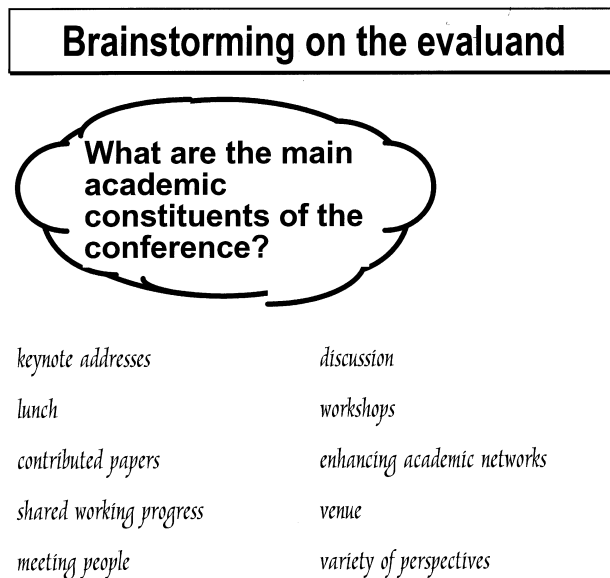 Brainstorming on the evaluand
What are the main
academic
constituents of the
conference?
keynote addresses
lunch
contributed papers
shared working progress
meeting people
discussion
workshops
enhancing academic networks
venue
variety of perspectives